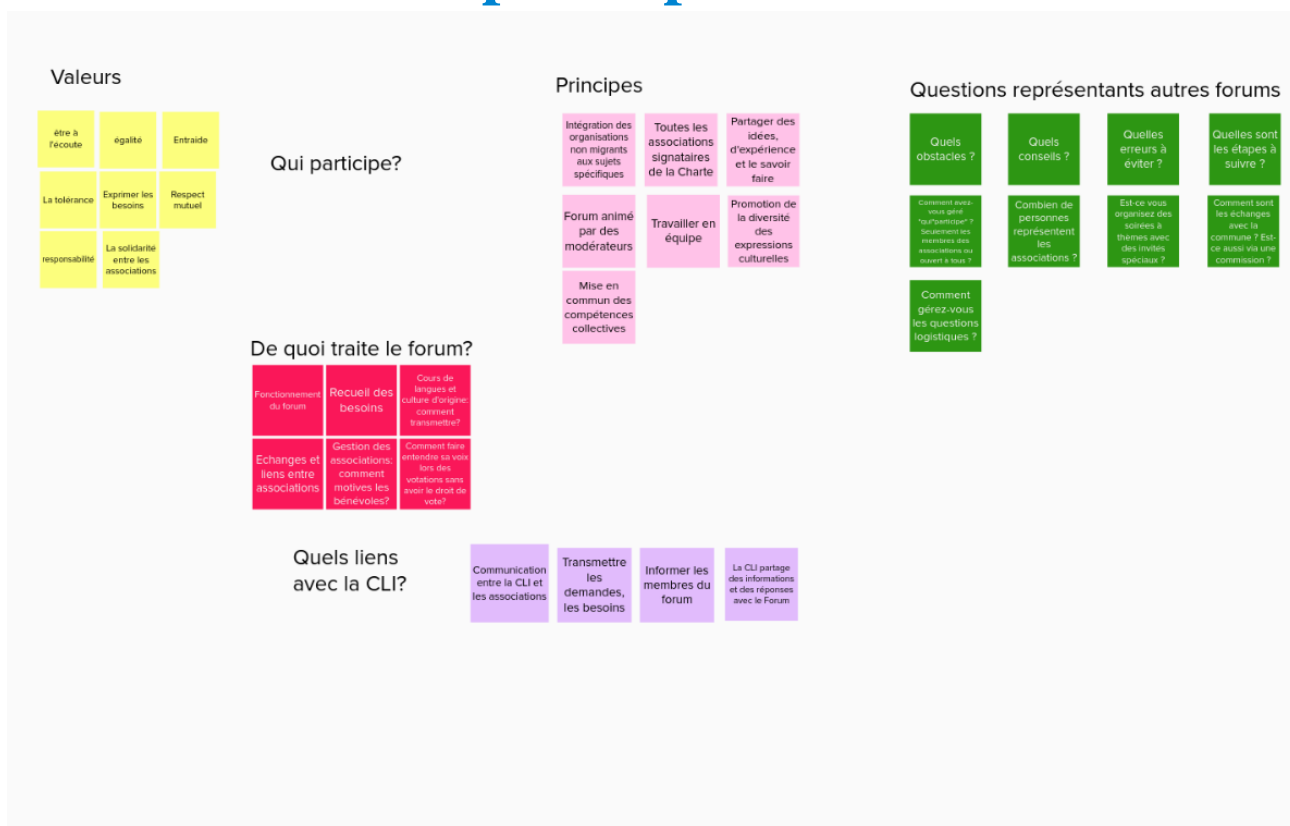 Valeurs
être à
l'écoute
égalité
Entraide
La tolérance
Exprimer les
besoins
Respect
mutuel
responsabilité
La solidarité
entre les
associations
Qui participe?
Principes
Intégration des
organisations
non migrants
aux sujets
spécifiques
Toutes les
associations
signataires
de la Charte
Partager des
idées,
d'expérience
et le savoir
faire
Forum animé
par des
modérateurs
Travailler en
équipe
Promotion de
la diversité
des
expressions
culturelles
Mise en
commun des
compétences
collectives
Questions représentants autres forums
Quels
obstacles ?
Quels
conseils ?
Quelles
erreurs à
éviter ?
Quelles sont
les étapes à
suivre ?
Comment avez-
vous géré
"qui"participe" ?
Seulement les
membres des
associations ou
ouvert à tous ?
Combien de
personnes
représentent
les
associations ?
Est-ce vous
organisez des
soirées à
thèmes avec
des invités
spéciaux ?
Comment sont
les échanges
avec la
commune ? Est-
ce aussi via une
commission ?
Comment
gérez-vous
les questions
logistiques ?
De quoi traite le forum?
Fonctionnement
du forum
Recueil des
besoins
Cours de
langues et
culture d'origine:
comment
transmettre?
Echanges et
liens entre
associations
Gestion des
associations:
comment
motives les
bénévoles?
Comment faire
entendre sa voix
lors des
votations sans
avoir le droit de
vote?
Quels liens
avec la CLI?
Communication
entre la CLI et
les associations
Transmettre
les
demandes,
les besoins
Informer les
membres du
forum
La CLI partage
des informations
et des réponses
avec le Forum